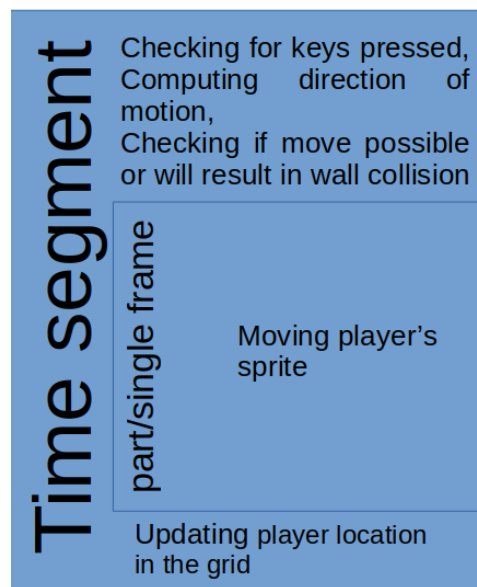 Time segment
Checking for keys pressed,
Computing direction of
motion,
Checking if move possible
or will result in wall collision
part/single frame
Moving player's
sprite
Updating player location
in the grid